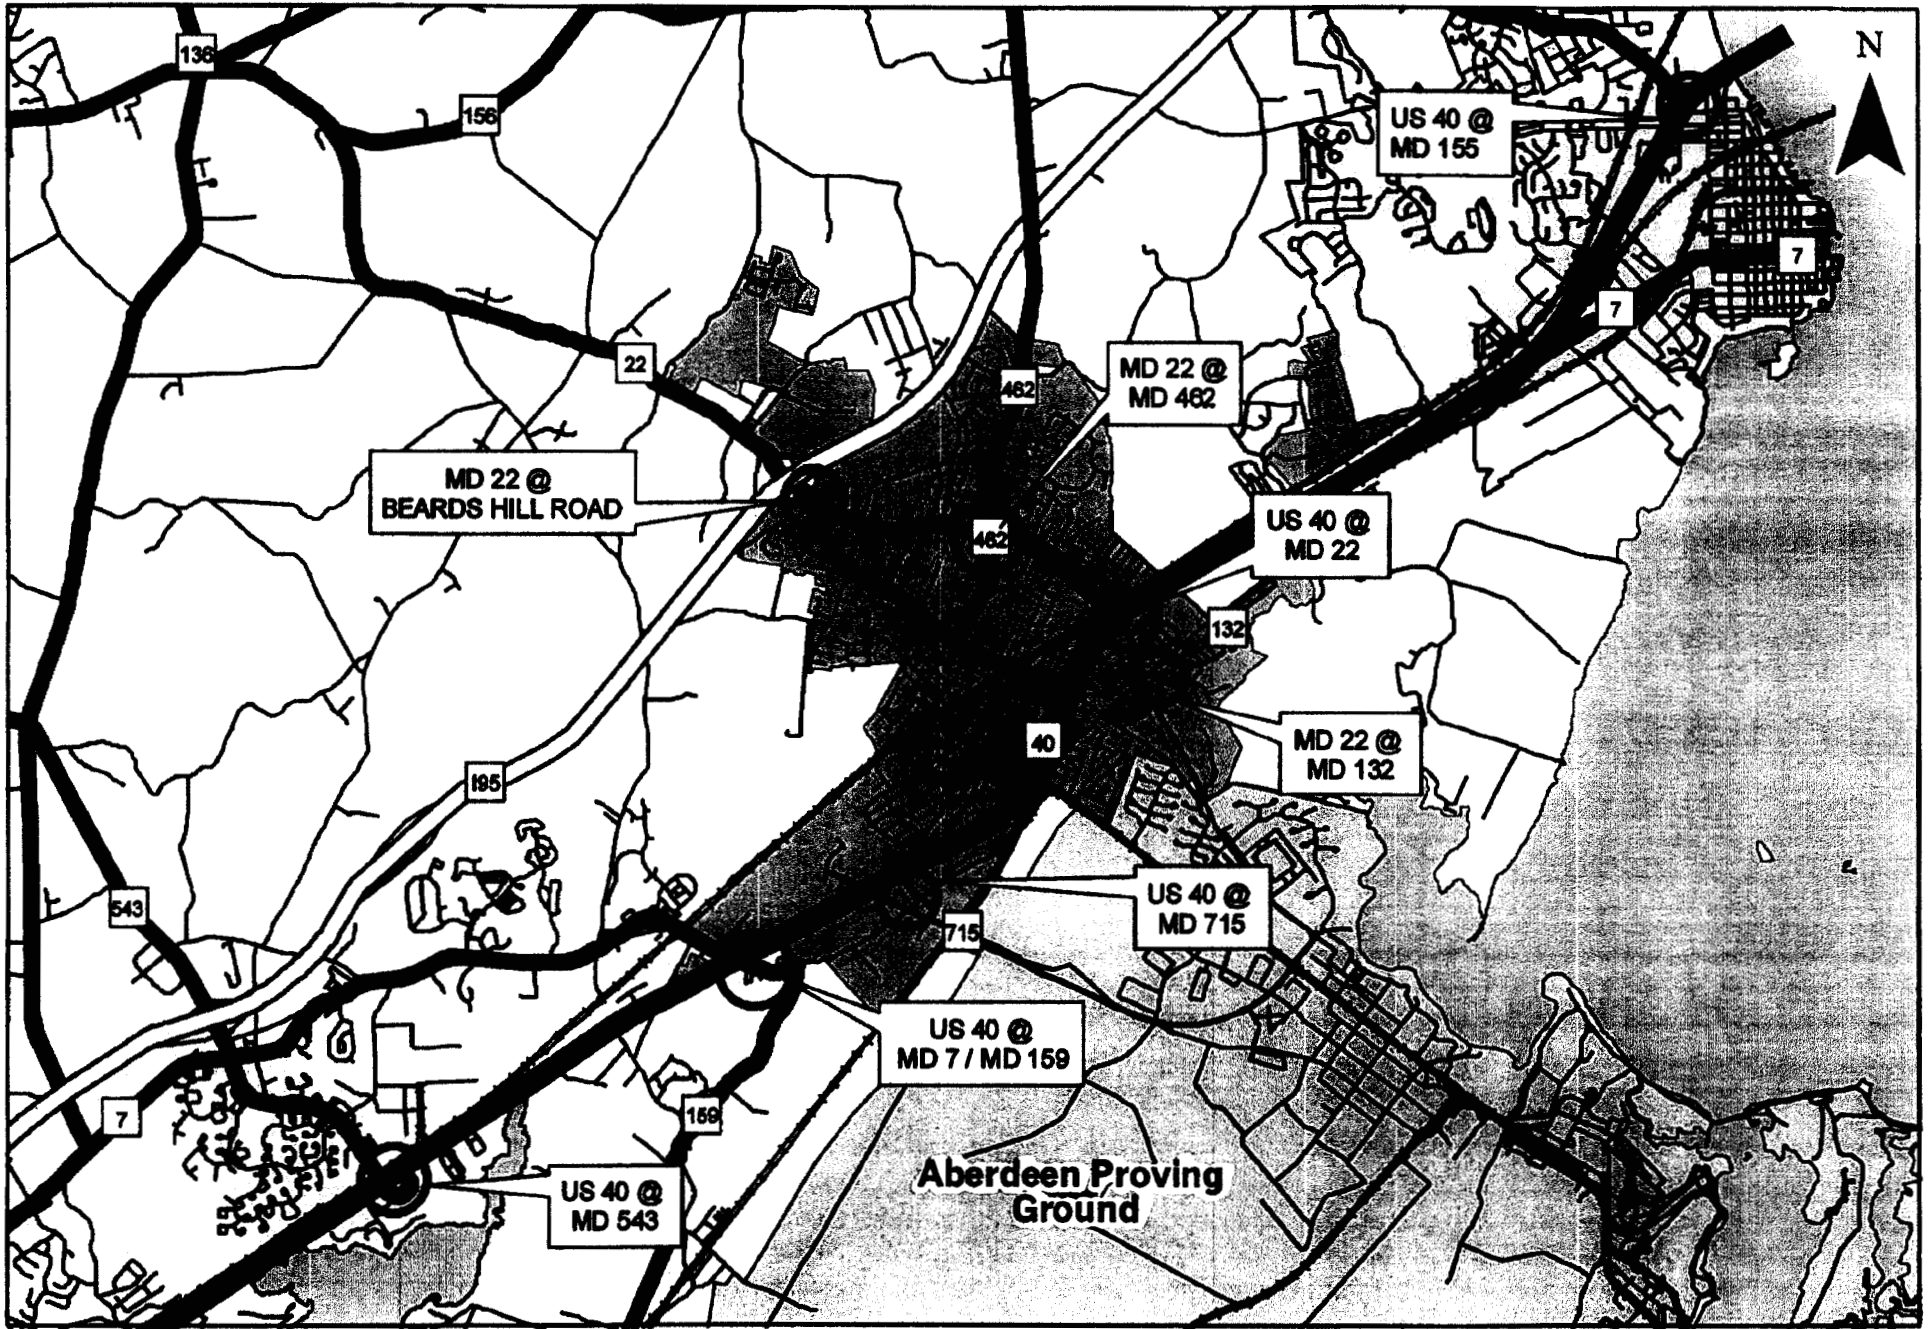 N
136
156
US 40 @
MD 155
7
7
22
462
MD 22 @
MD 462
MD 22 @
BEARDS HILL ROAD
462
US 40 @
MD 22
132
40
MD 22 @
MD 132
I95
543
US 40 @
MD 715
715
US 40 @
MD 7 / MD 159
7
159
Aberdeen Proving
Ground
US 40 @
MD 543